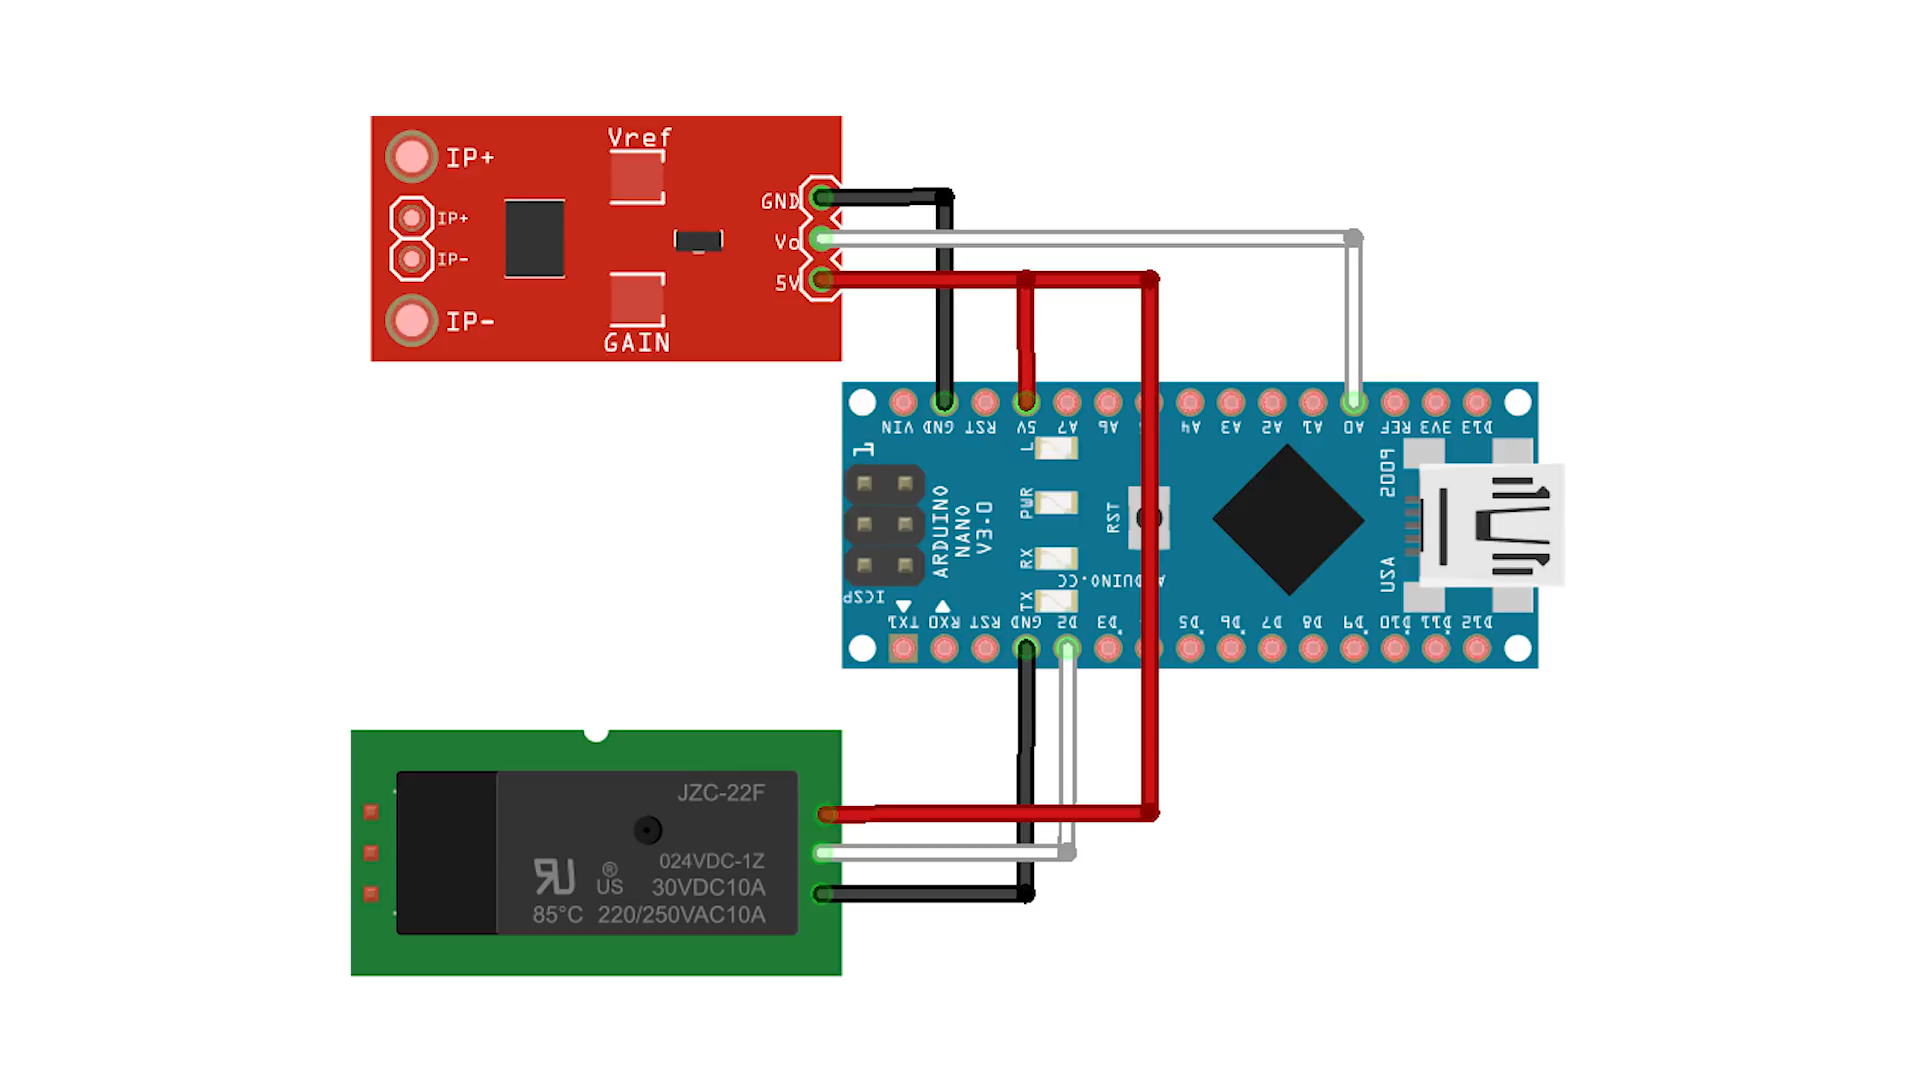 Vref
IP+
IP+
IP-
IP-
GND
Vo
5V
GAIN
VIN GND RST 5V A7 A6 A4 A3 A2 A1 A0 REF 3V3 D13
1
L
PWR
RX
TX
RST
ARDUINO
NANO
V3.0
ARDUINO.CC
2009
USA
ICSP
TX1 RX0 RST GND D2 D3 D5 D6 D7 D8 D9 D10 D11 D12
JZC-22F
024VDC-1Z
US 30VDC10A
85°C 220/250VAC10A